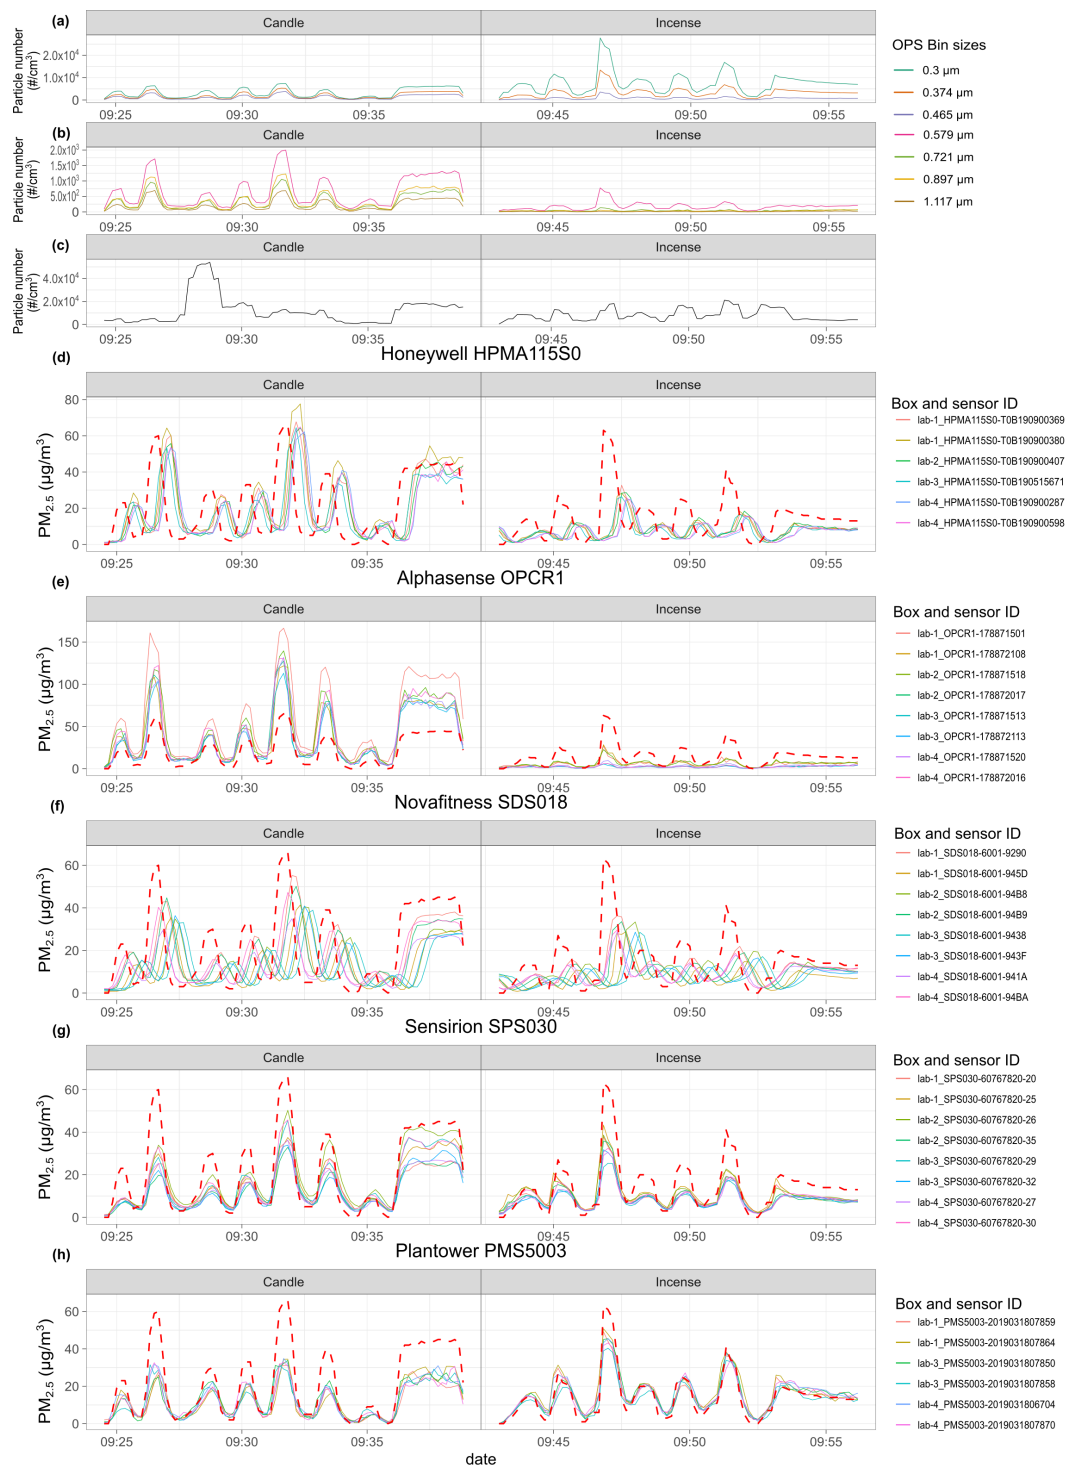 (a)
Candle
Incense
Particle number
(#/cm³)
2.0x10⁴
1.0x10⁴
0
09:25
09:30
09:35
09:45
09:50
09:55
OPS Bin sizes
0.3 µm
0.374 µm
0.465 µm
0.579 µm
0.721 µm
0.897 µm
1.117 µm
(b)
Candle
Incense
Particle number
(#/cm³)
2.0x10³
1.5x10³
1.0x10³
5.0x10²
0
09:25
09:30
09:35
09:45
09:50
09:55
(c)
Candle
Incense
Particle number
(#/cm³)
4.0x10⁴
2.0x10⁴
0
09:25
09:30
09:35
09:45
09:50
09:55
(d)
Honeywell HPMA115S0
Candle
Incense
PM₂.₅ (µg/m³)
80
60
40
20
0
09:25
09:30
09:35
09:45
09:50
09:55
Box and sensor ID
lab-1_HPMA115S0-T0B190900369
lab-1_HPMA115S0-T0B190900380
lab-2_HPMA115S0-T0B190900407
lab-3_HPMA115S0-T0B190515671
lab-4_HPMA115S0-T0B190900287
lab-4_HPMA115S0-T0B190900598
(e)
Alphasense OPCR1
Candle
Incense
PM₂.₅ (µg/m³)
150
100
50
0
09:25
09:30
09:35
09:45
09:50
09:55
Box and sensor ID
lab-1_OPCR1-178871501
lab-1_OPCR1-178872108
lab-2_OPCR1-178871518
lab-2_OPCR1-178872017
lab-3_OPCR1-178871513
lab-3_OPCR1-178872113
lab-4_OPCR1-178871520
lab-4_OPCR1-178872016
(f)
Novafitness SDS018
Candle
Incense
PM₂.₅ (µg/m³)
60
40
20
0
09:25
09:30
09:35
09:45
09:50
09:55
Box and sensor ID
lab-1_SDS018-6001-9290
lab-1_SDS018-6001-945D
lab-2_SDS018-6001-94B8
lab-2_SDS018-6001-94B9
lab-3_SDS018-6001-9438
lab-3_SDS018-6001-943F
lab-4_SDS018-6001-941A
lab-4_SDS018-6001-94BA
(g)
Sensirion SPS030
Candle
Incense
PM₂.₅ (µg/m³)
60
40
20
0
09:25
09:30
09:35
09:45
09:50
09:55
Box and sensor ID
lab-1_SPS030-60767820-20
lab-1_SPS030-60767820-25
lab-2_SPS030-60767820-26
lab-2_SPS030-60767820-35
lab-3_SPS030-60767820-29
lab-3_SPS030-60767820-32
lab-4_SPS030-60767820-27
lab-4_SPS030-60767820-30
(h)
Plantower PMS5003
Candle
Incense
PM₂.₅ (µg/m³)
60
40
20
0
09:25
09:30
09:35
09:45
09:50
09:55
date
Box and sensor ID
lab-1_PMS5003-2019031807859
lab-1_PMS5003-2019031807864
lab-3_PMS5003-2019031807850
lab-3_PMS5003-2019031807858
lab-4_PMS5003-2019031806704
lab-4_PMS5003-2019031807870